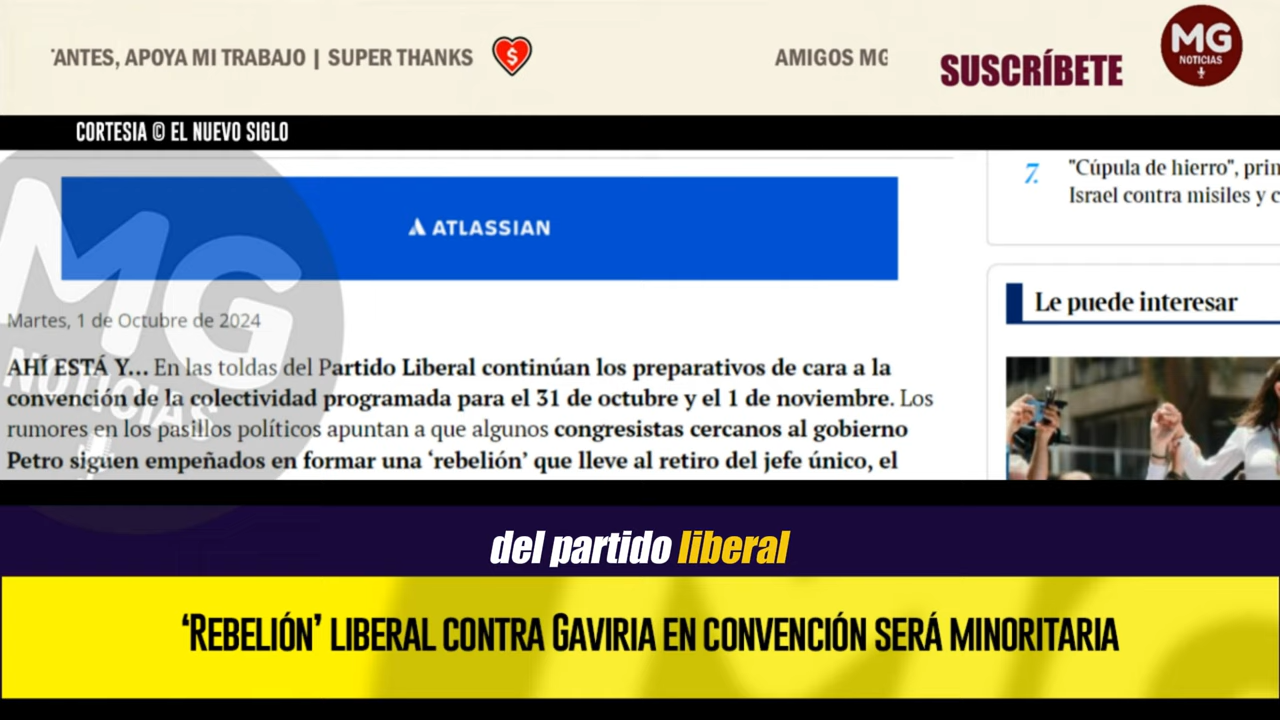 TANTES, APOYA MI TRABAJO | SUPER THANKS
AMIGOS MG
SUSCRÍBETE
MG
NOTICIAS
CORTESIA © EL NUEVO SIGLO
ATLASSIAN
Martes, 1 de Octubre de 2024
AHÍ ESTÁ Y... En las toldas del Partido Liberal continúan los preparativos de cara a la
convención de la colectividad programada para el 31 de octubre y el 1 de noviembre. Los
rumores en los pasillos políticos apuntan a que algunos congresistas cercanos al gobierno
Petro siguen empeñados en formar una ‘rebelión’ que lleve al retiro del jefe único, el
7.
"Cúpula de hierro", prin
Israel contra misiles y c
Le puede interesar
MG
NOTICIAS
del partido liberal
‘REBELIÓN’ LIBERAL CONTRA GAVIRIA EN CONVENCIÓN SERÁ MINORITARIA